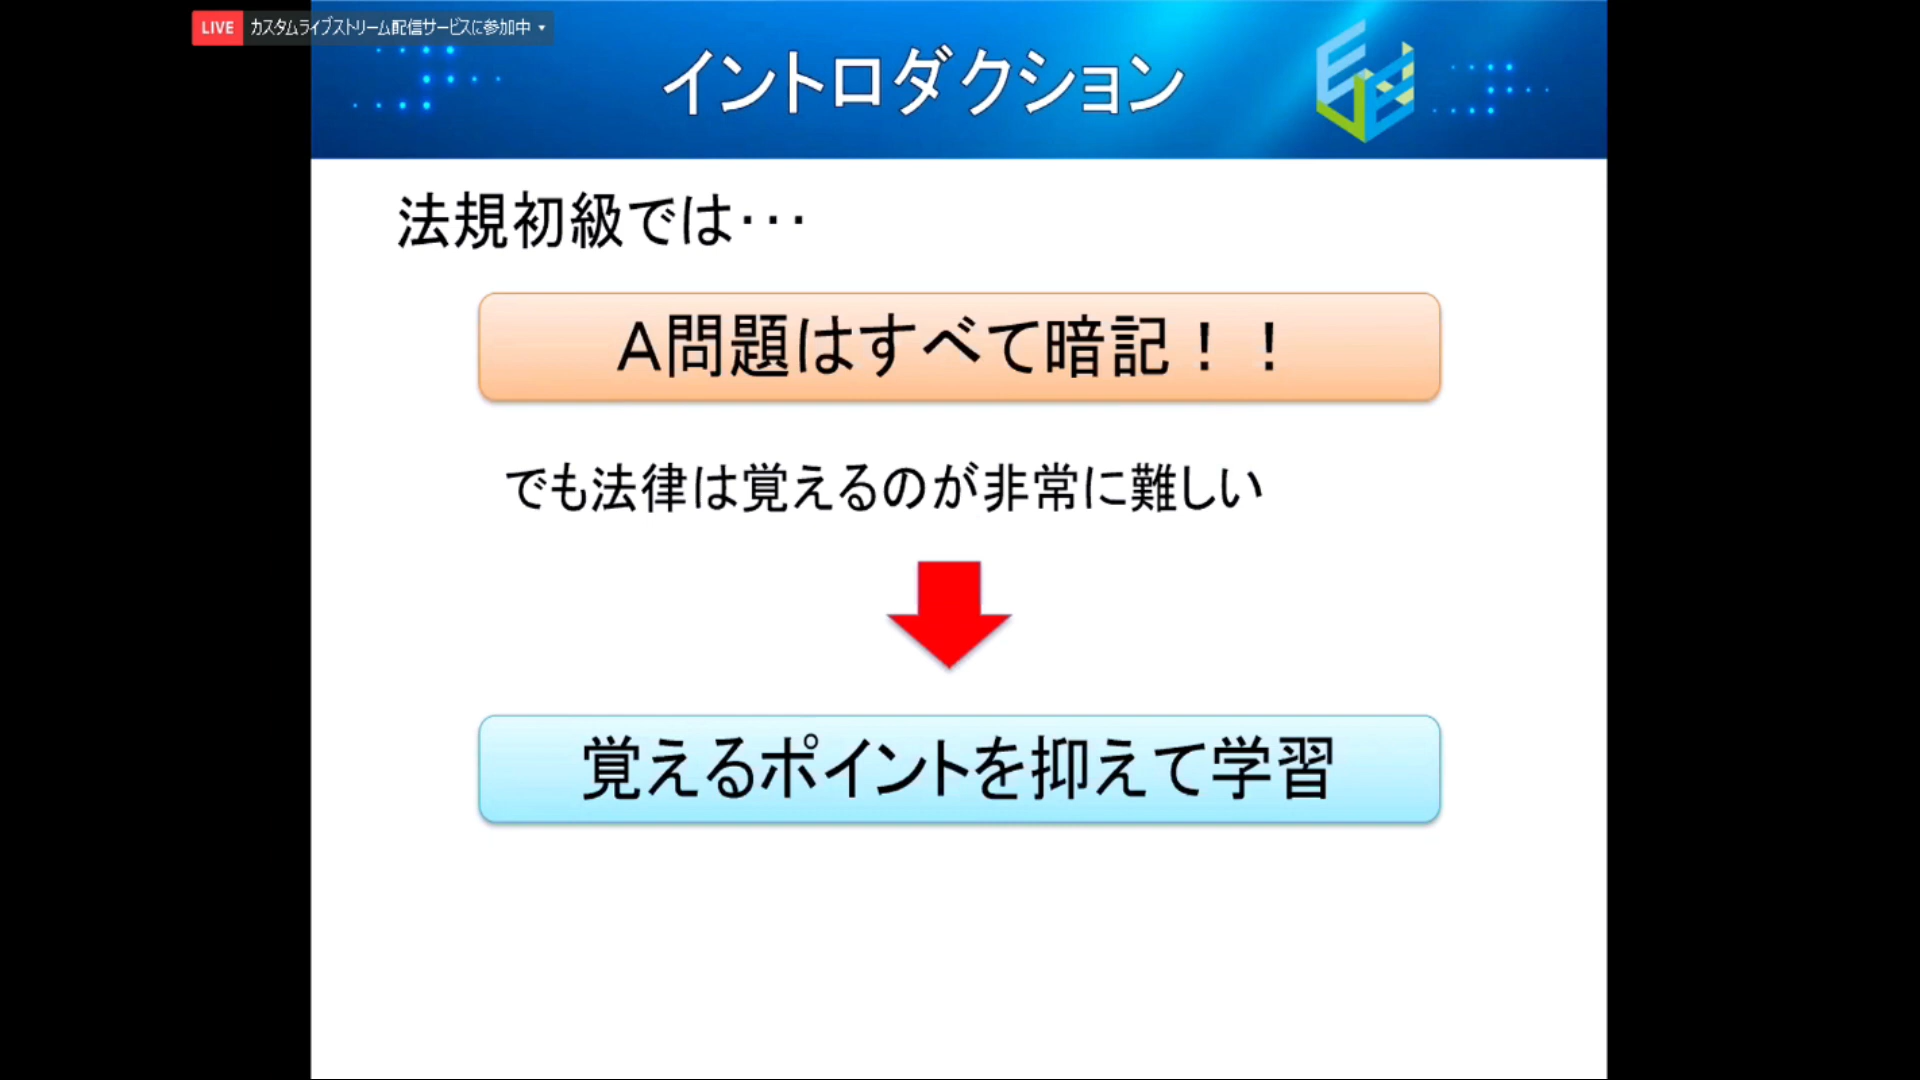 LIVE カスタムライブストリーム配信サービスに参加中
イントロダクション
法規初級では・・・
A問題はすべて暗記！！
でも法律は覚えるのが非常に難しい
覚えるポイントを抑えて学習